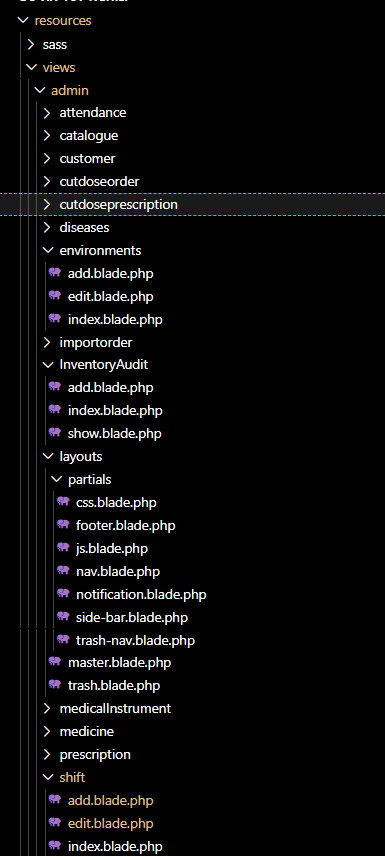 resources
sass
views
admin
attendance
catalogue
customer
cutdoseorder
cutdoseprescription
diseases
environments
add.blade.php
edit.blade.php
index.blade.php
importorder
InventoryAudit
add.blade.php
index.blade.php
show.blade.php
layouts
partials
css.blade.php
footer.blade.php
js.blade.php
nav.blade.php
notification.blade.php
side-bar.blade.php
trash-nav.blade.php
master.blade.php
trash.blade.php
medicalInstrument
medicine
prescription
shift
add.blade.php
edit.blade.php
index.blade.php